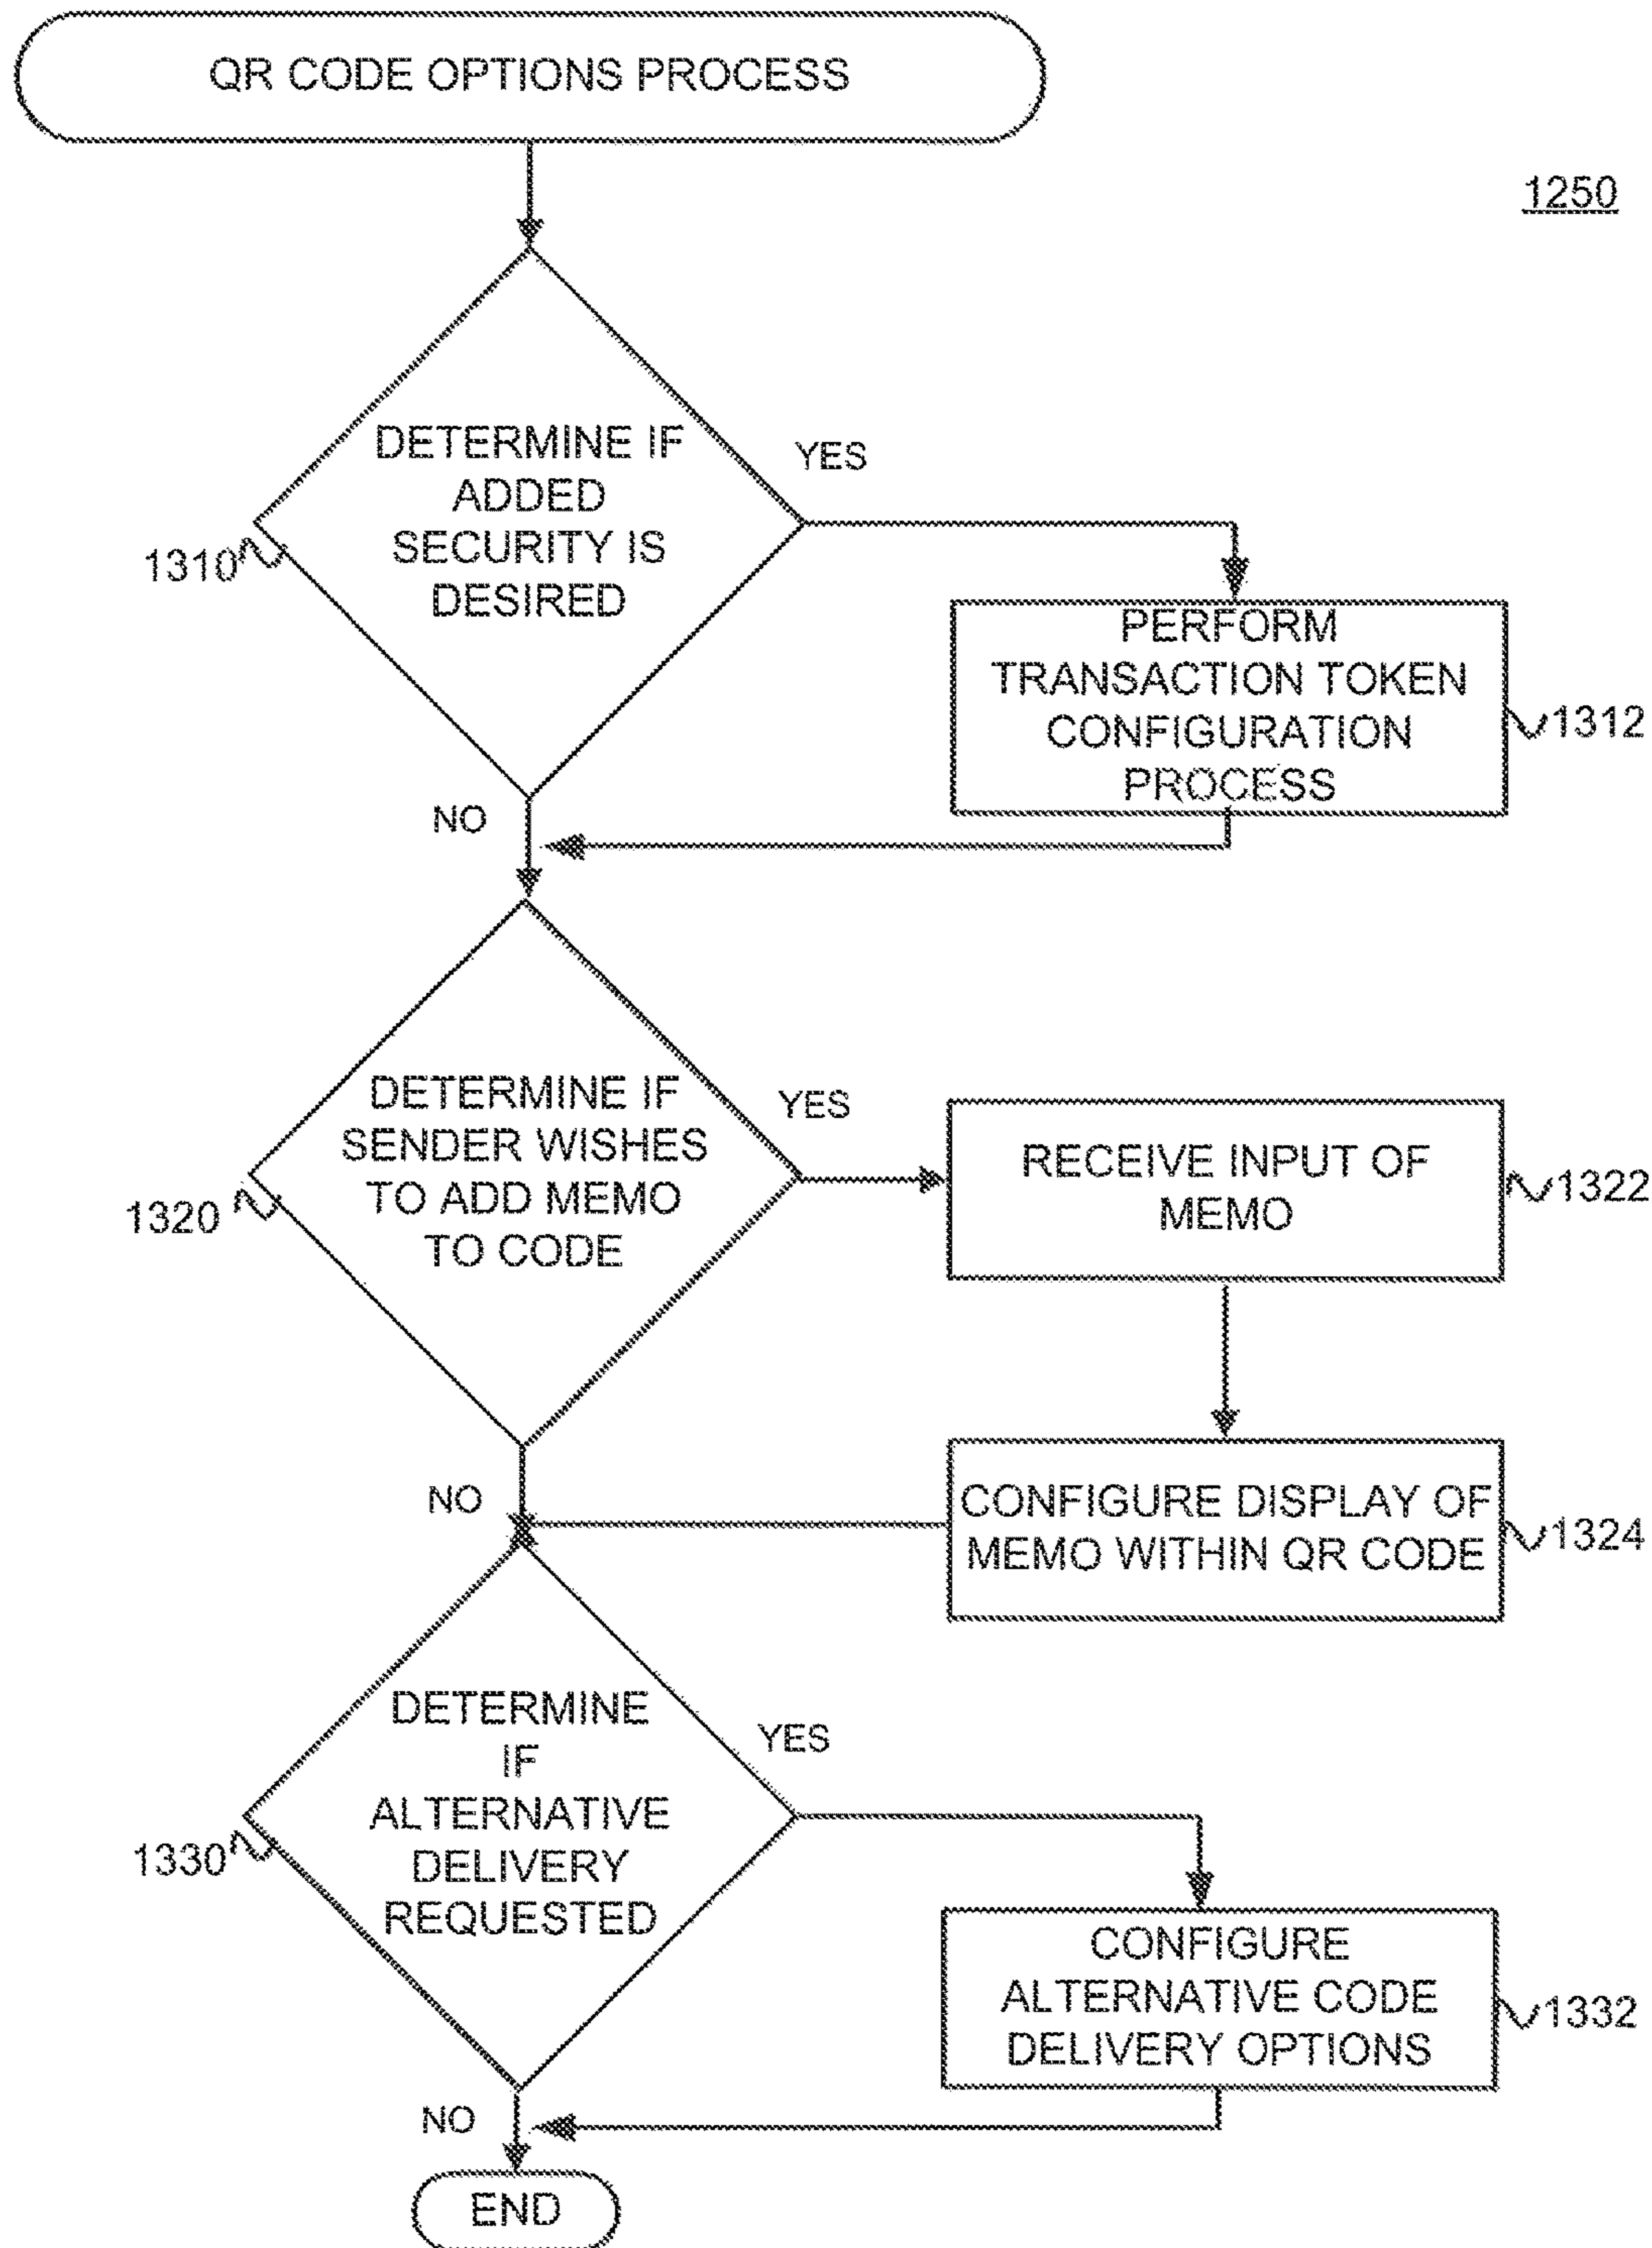 QR CODE OPTIONS PROCESS
1250
DETERMINE IF
ADDED
SECURITY IS
DESIRED
YES
1310
PERFORM
TRANSACTION TOKEN
CONFIGURATION
PROCESS
1312
NO
DETERMINE IF
SENDER WISHES
TO ADD MEMO
TO CODE
YES
1320
RECEIVE INPUT OF
MEMO
1322
NO
CONFIGURE DISPLAY OF
MEMO WITHIN QR CODE
1324
DETERMINE
IF
ALTERNATIVE
DELIVERY
REQUESTED
YES
1330
CONFIGURE
ALTERNATIVE CODE
DELIVERY OPTIONS
1332
NO
END